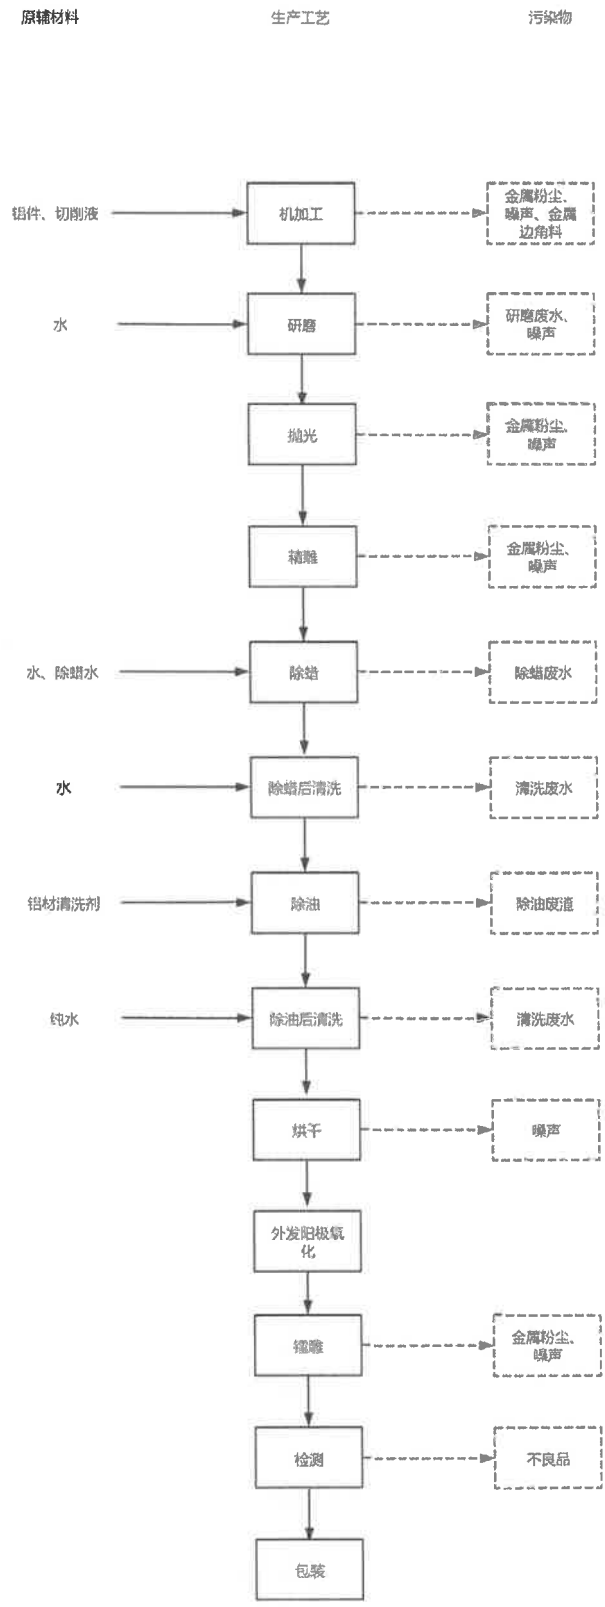 原辅材料
生产工艺
污染物
铝件、切削液
机加工
金属粉尘、
噪声、金属
边角料
水
研磨
研磨废水、
噪声
抛光
金属粉尘、
噪声
精雕
金属粉尘、
噪声
水、除蜡水
除蜡
除蜡废水
水
除蜡后清洗
清洗废水
铝材清洗剂
除油
除油废渣
纯水
除油后清洗
清洗废水
烘干
噪声
外发阳极氧
化
镭雕
金属粉尘、
噪声
检测
不良品
包装